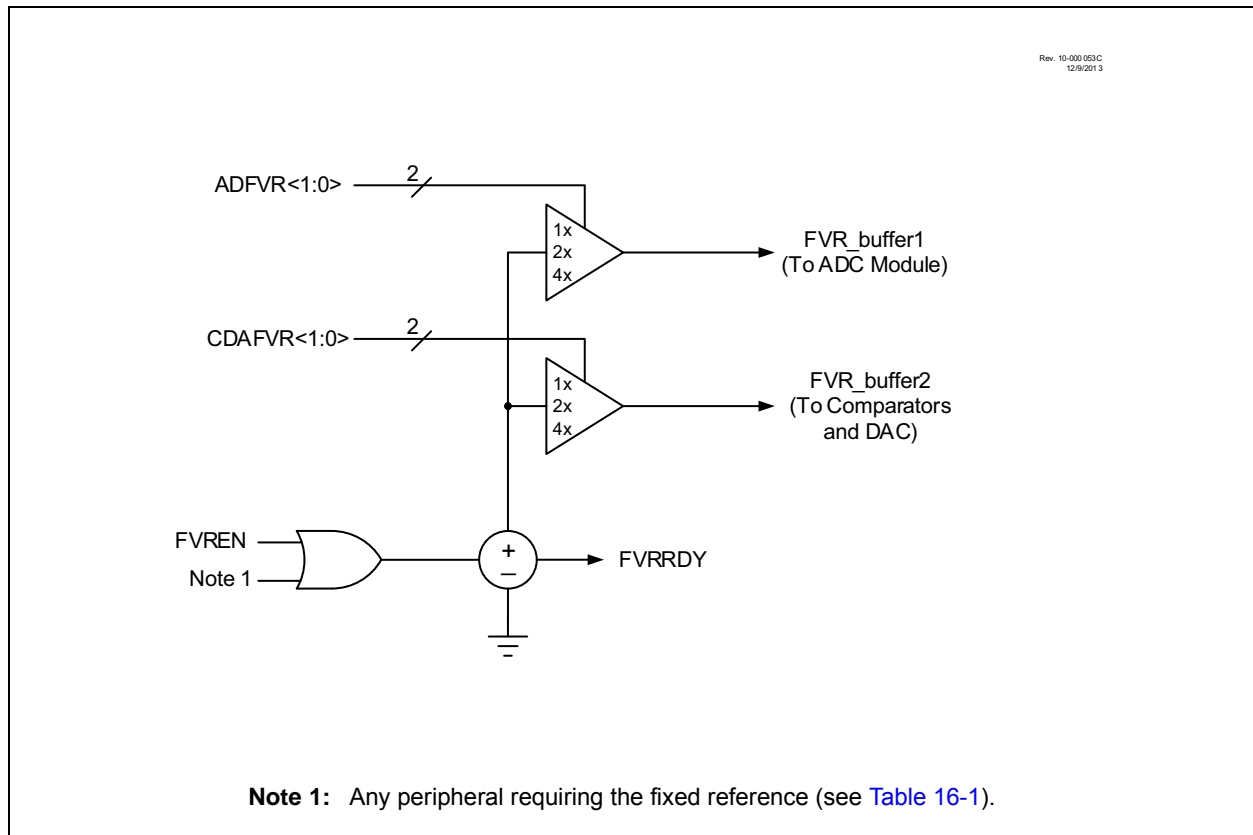 Rev. 10-000 053C
12/9/201 3
ADFVR<1:0>
2
1x
2x
4x
FVR_buffer1
(To ADC Module)
CDAFVR<1:0>
2
1x
2x
4x
FVR_buffer2
(To Comparators
and DAC)
FVREN
Note 1
+
–
FVRRDY
Note 1: Any peripheral requiring the fixed reference (see Table 16-1).